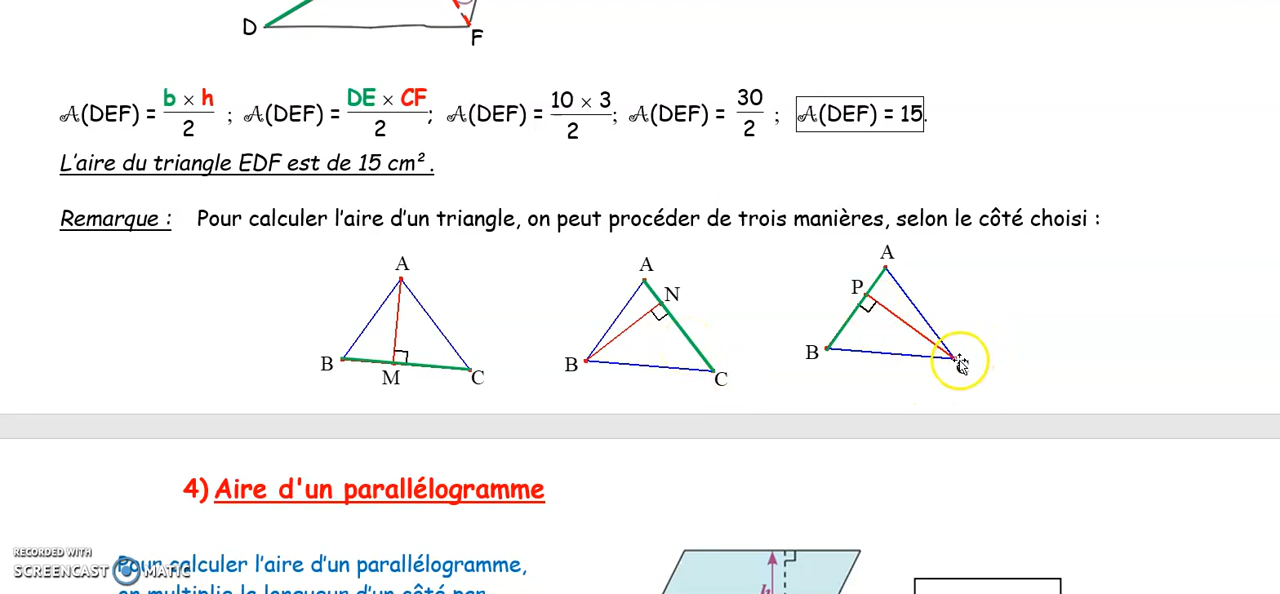 D
F
𝒜(DEF) = b × h / 2 ; 𝒜(DEF) = DE × CF / 2 ; 𝒜(DEF) = 10 × 3 / 2 ; 𝒜(DEF) = 30 / 2 ; 𝒜(DEF) = 15.
L’aire du triangle EDF est de 15 cm².
Remarque : Pour calculer l’aire d’un triangle, on peut procéder de trois manières, selon le côté choisi :
A
B
M
C
A
N
B
C
A
P
B
4) Aire d'un parallélogramme
Pour calculer l’aire d’un parallélogramme,
h
RECORDED WITH
SCREENCAST MATIC